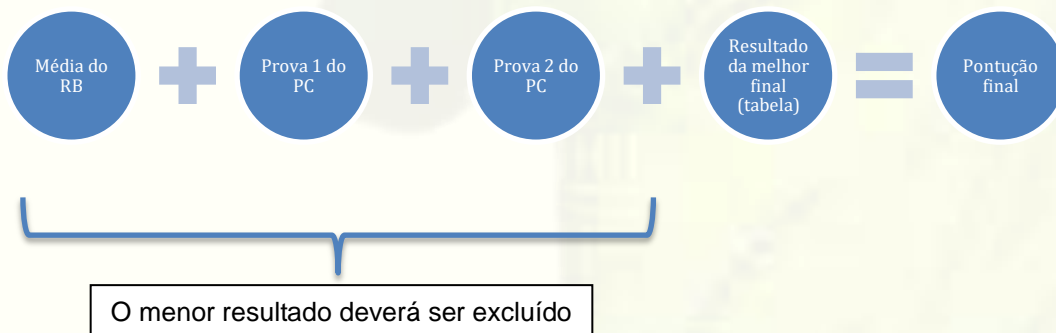 Média do
RB
Prova 1 do
PC
Prova 2 do
PC
Resultado
da melhor
final
(tabela)
Pontução
final
O menor resultado deverá ser excluído